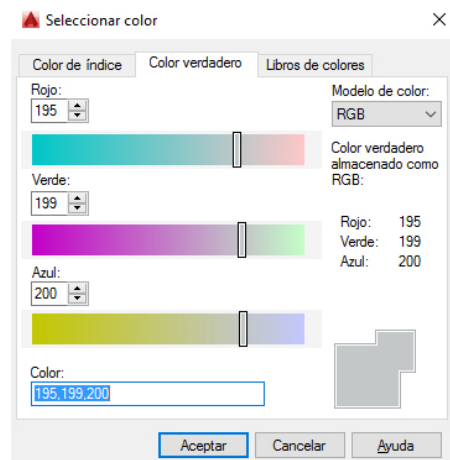 Seleccionar color
Color de índice
Color verdadero
Libros de colores
Rojo:
195
Modelo de color:
RGB
Color verdadero
almacenado como
RGB:
Verde:
199
Rojo: 195
Verde: 199
Azul: 200
Azul:
200
Color:
195,199,200
Aceptar
Cancelar
Ayuda